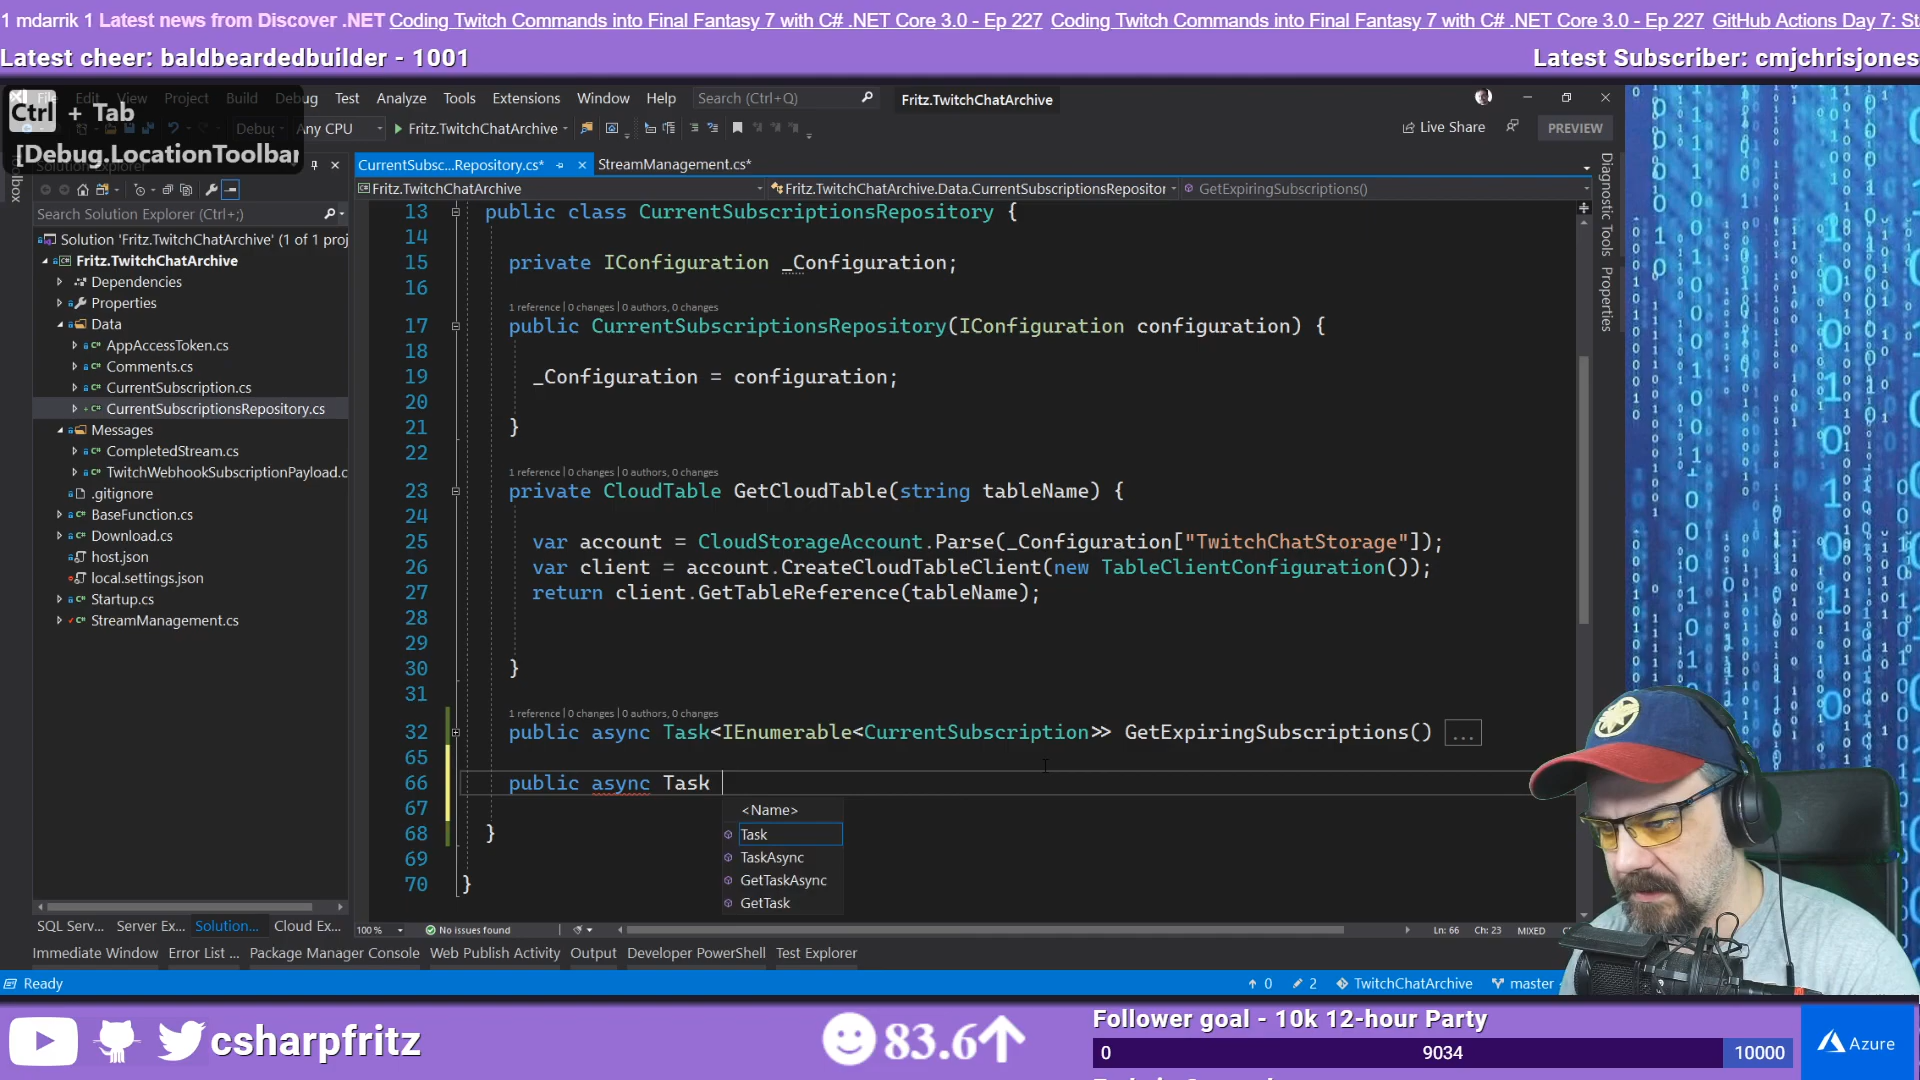 1 mdarrik 1 Latest news from Discover .NET Coding Twitch Commands into Final Fantasy 7 with C# .NET Core 3.0 - Ep 227 Coding Twitch Commands into Final Fantasy 7 with C# .NET Core 3.0 - Ep 227 GitHub Actions Day 7: St
Latest cheer: baldbeardedbuilder - 1001
Latest Subscriber: cmjchrisjones
File Edit View Project Build Debug Test Analyze Tools Extensions Window Help Search (Ctrl+Q) Fritz.TwitchChatArchive
Ctrl + Tab
Debug Any CPU Fritz.TwitchChatArchive Live Share PREVIEW
[Debug.LocationToolbar
Solution Explorer
CurrentSubsc...Repository.cs* StreamManagement.cs*
Fritz.TwitchChatArchive Fritz.TwitchChatArchive.Data.CurrentSubscriptionsRepositor GetExpiringSubscriptions()
Toolbox
Search Solution Explorer (Ctrl+;)
Solution 'Fritz.TwitchChatArchive' (1 of 1 proj
Fritz.TwitchChatArchive
Dependencies
Properties
Data
AppAccessToken.cs
Comments.cs
CurrentSubscription.cs
CurrentSubscriptionsRepository.cs
Messages
CompletedStream.cs
TwitchWebhookSubscriptionPayload.c
.gitignore
BaseFunction.cs
Download.cs
host.json
local.settings.json
Startup.cs
StreamManagement.cs
SQL Serv... Server Ex... Solution... Cloud Ex...
13 public class CurrentSubscriptionsRepository {
14
15 private IConfiguration _Configuration;
16
1 reference | 0 changes | 0 authors, 0 changes
17 public CurrentSubscriptionsRepository(IConfiguration configuration) {
18
19 _Configuration = configuration;
20
21 }
22
1 reference | 0 changes | 0 authors, 0 changes
23 private CloudTable GetCloudTable(string tableName) {
24
25 var account = CloudStorageAccount.Parse(_Configuration["TwitchChatStorage"]);
26 var client = account.CreateCloudTableClient(new TableClientConfiguration());
27 return client.GetTableReference(tableName);
28
29
30 }
31
1 reference | 0 changes | 0 authors, 0 changes
32 public async Task<IEnumerable<CurrentSubscription>> GetExpiringSubscriptions() ...
65
66 public async Task
67
68 }
69
70 }
<Name>
Task
TaskAsync
GetTaskAsync
GetTask
Diagnostic Tools
Properties
100 % No issues found Ln: 66 Ch: 23 MIXED
Immediate Window Error List ... Package Manager Console Web Publish Activity Output Developer PowerShell Test Explorer
Ready 0 2 TwitchChatArchive master
csharpfritz
83.6
Follower goal - 10k 12-hour Party
0 9034 10000
Azure